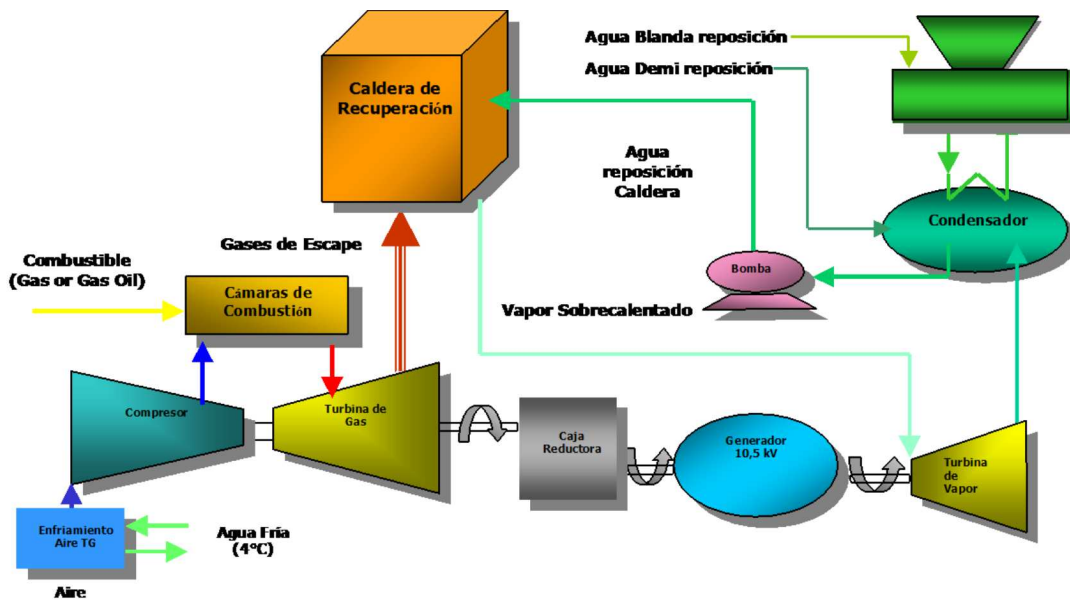 Agua Blanda reposición
Agua Demi reposición
Caldera de
Recuperación
Agua
reposición
Caldera
Condensador
Gases de Escape
Combustible
(Gas or Gas Oil)
Cámaras de
Combustión
Bomba
Vapor Sobrecalentado
Compresor
Turbina de
Gas
Caja
Reductora
Generador
10,5 kV
Turbina
de
Vapor
Enfriamiento
Aire TG
Agua Fría
(4°C)
Aire